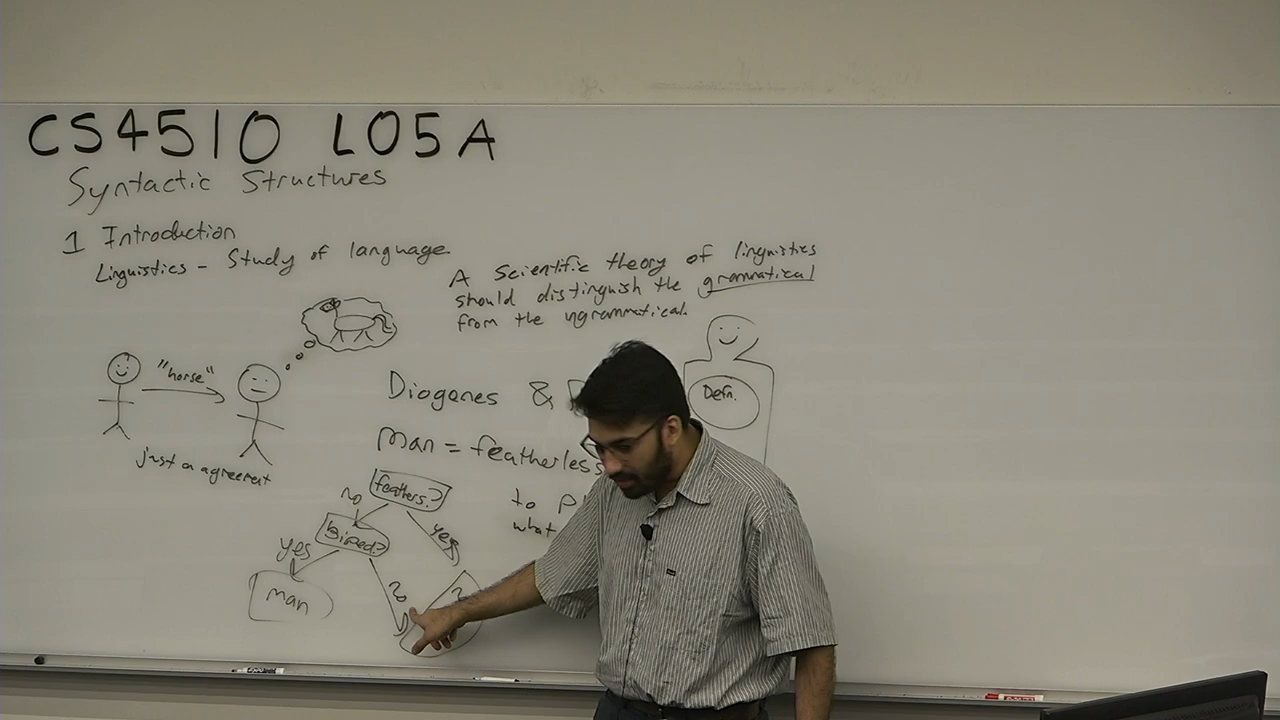 CS4510 L05A
Syntactic Structures
1 Introduction
Linguistics - Study of language
A scientific theory of linguistics
should distinguish the grammatical
from the ungrammatical.
"horse"
just an agreement
Diogenes &
Defn.
man = featherless
to
what
feathers?
no
yes
biped?
yes
no
man